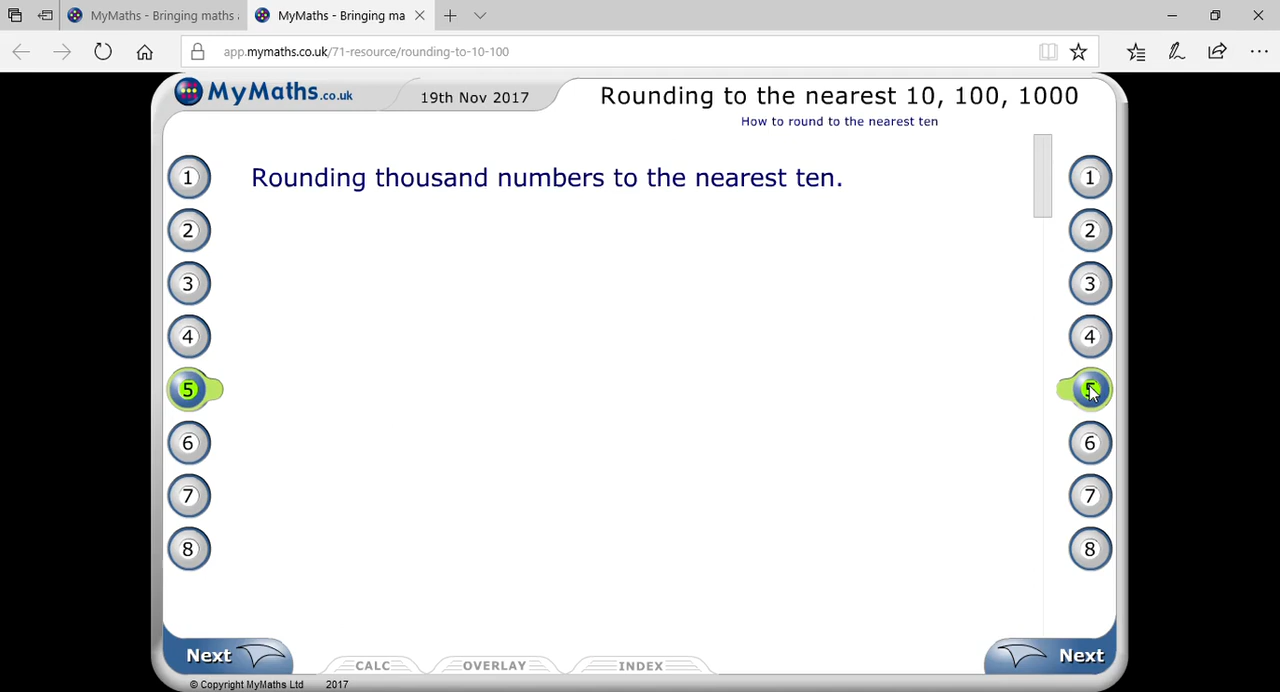 MyMaths - Bringing maths a
MyMaths - Bringing ma
app.mymaths.co.uk/71-resource/rounding-to-10-100
MyMaths.co.uk
19th Nov 2017
Rounding to the nearest 10, 100, 1000
How to round to the nearest ten
Rounding thousand numbers to the nearest ten.
1 1
2 2
3 3
4 4
5 5
6 6
7 7
8 8
Next CALC OVERLAY INDEX Next
© Copyright MyMaths Ltd 2017